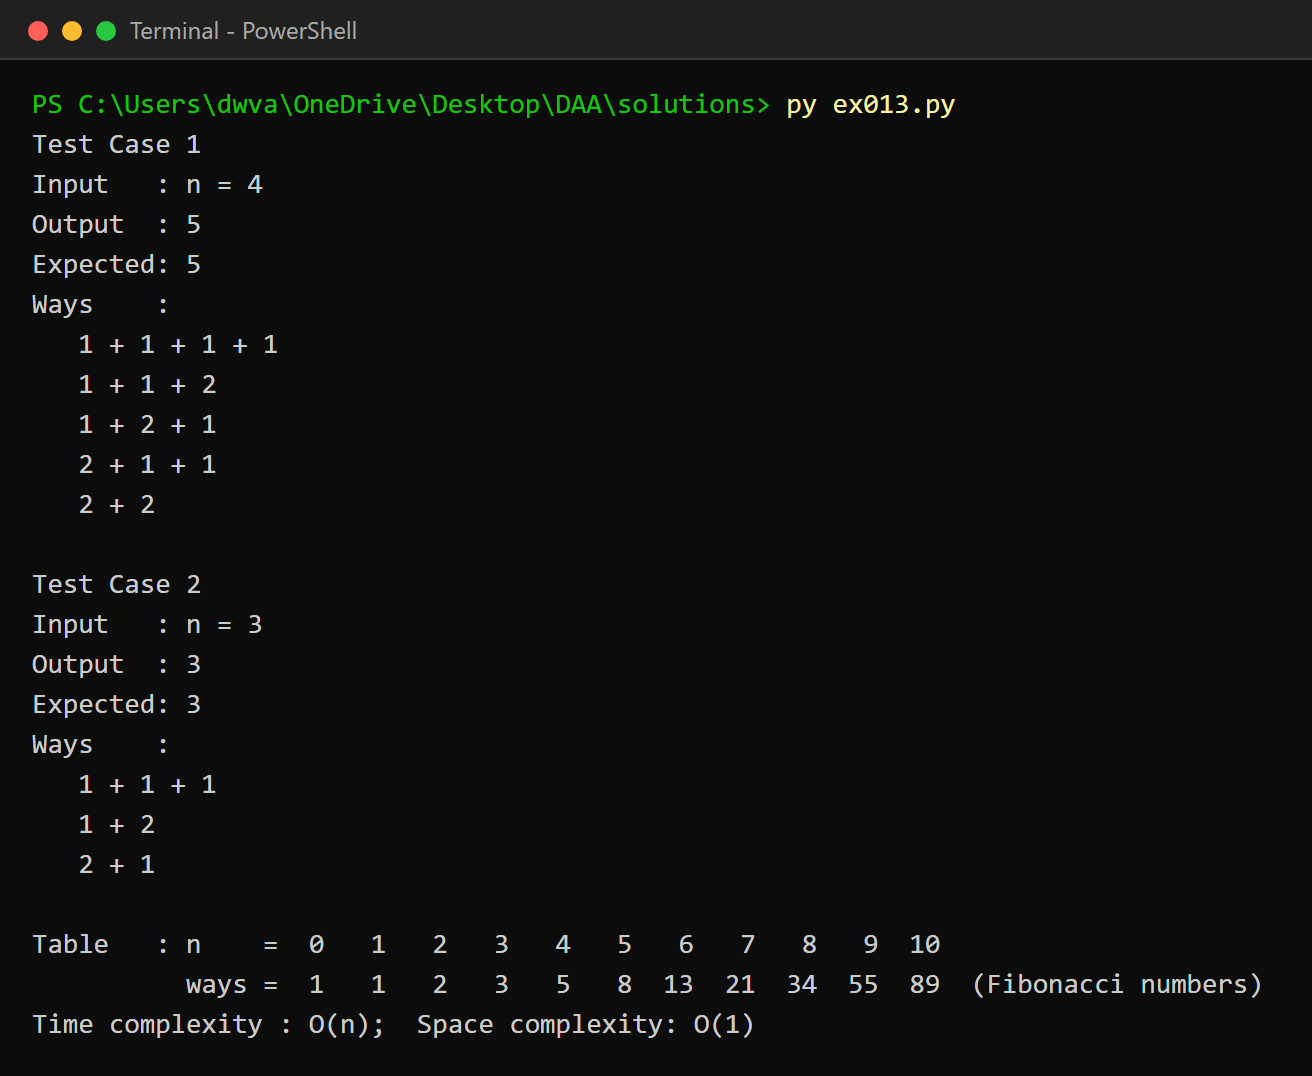 Terminal - PowerShell
PS C:\Users\dwva\OneDrive\Desktop\DAA\solutions> py ex013.py
Test Case 1
Input   : n = 4
Output  : 5
Expected: 5
Ways    :
   1 + 1 + 1 + 1
   1 + 1 + 2
   1 + 2 + 1
   2 + 1 + 1
   2 + 2

Test Case 2
Input   : n = 3
Output  : 3
Expected: 3
Ways    :
   1 + 1 + 1
   1 + 2
   2 + 1

Table   : n    =  0   1   2   3   4   5   6   7   8   9  10
          ways =  1   1   2   3   5   8  13  21  34  55  89  (Fibonacci numbers)
Time complexity : O(n);  Space complexity: O(1)